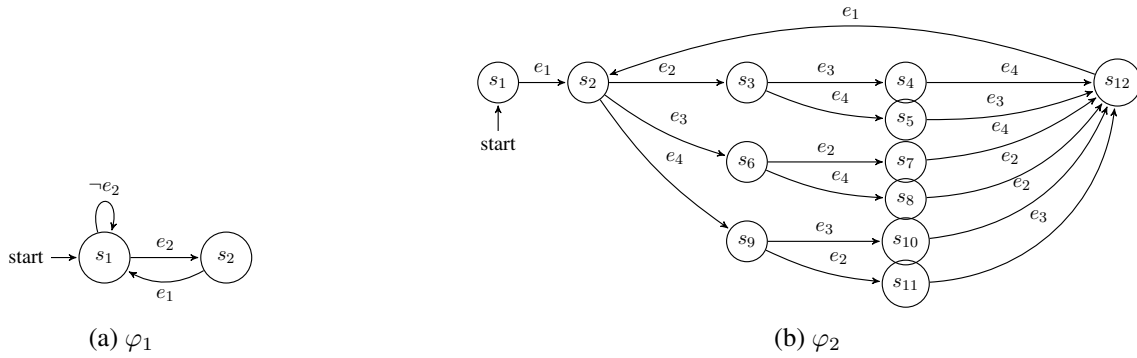 e₁
s₁ e₁ s₂ e₂ s₃ e₃ s₄ e₄ s₁₂
e₄ s₅ e₃
start e₃ e₄
e₄ s₆ e₂ s₇ e₂
e₄ s₈ e₂
¬e₂ s₉ e₃ s₁₀ e₃
start s₁ e₂ s₂ e₂ s₁₁
e₁
(a) φ₁ (b) φ₂